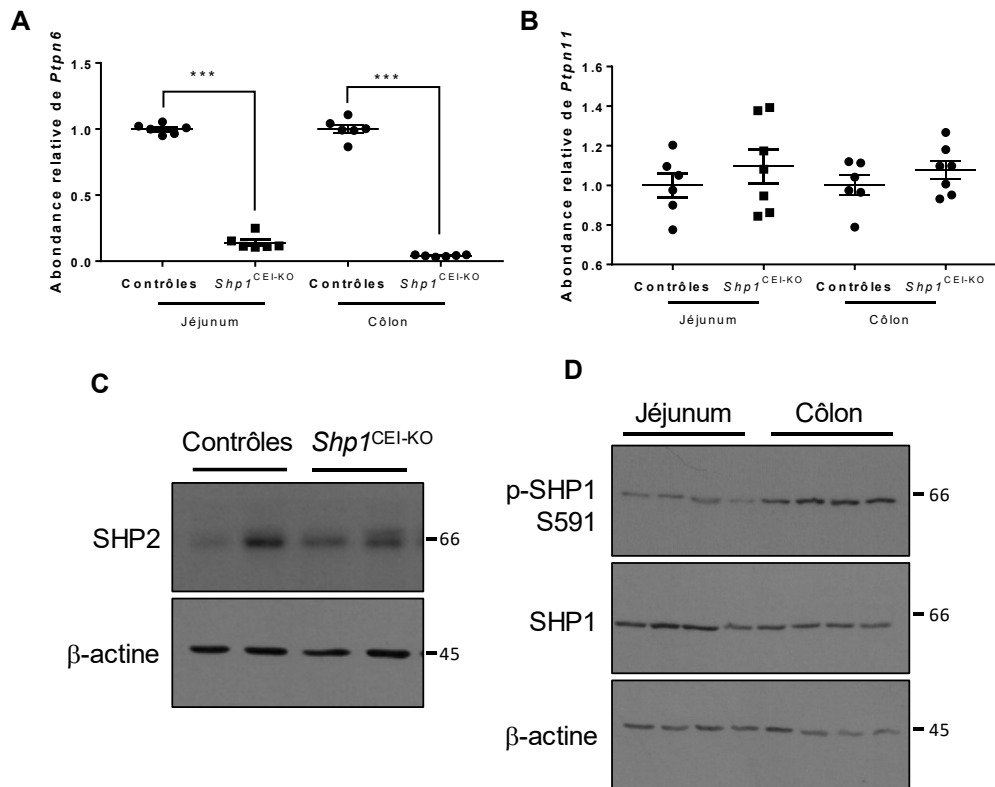 A
Abondance relative de Ptpn6
1.5
1.0
0.5
0.0
***
***
Contrôles Shp1CEI-KO Contrôles Shp1CEI-KO
Jéjunum Côlon
B
Abondance relative de Ptpn11
1.6
1.4
1.2
1.0
0.8
0.6
Contrôles Shp1CEI-KO Contrôles Shp1CEI-KO
Jéjunum Côlon
C
Contrôles Shp1CEI-KO
SHP2
66
β-actine
45
D
Jéjunum Côlon
p-SHP1
S591
66
SHP1
66
β-actine
45